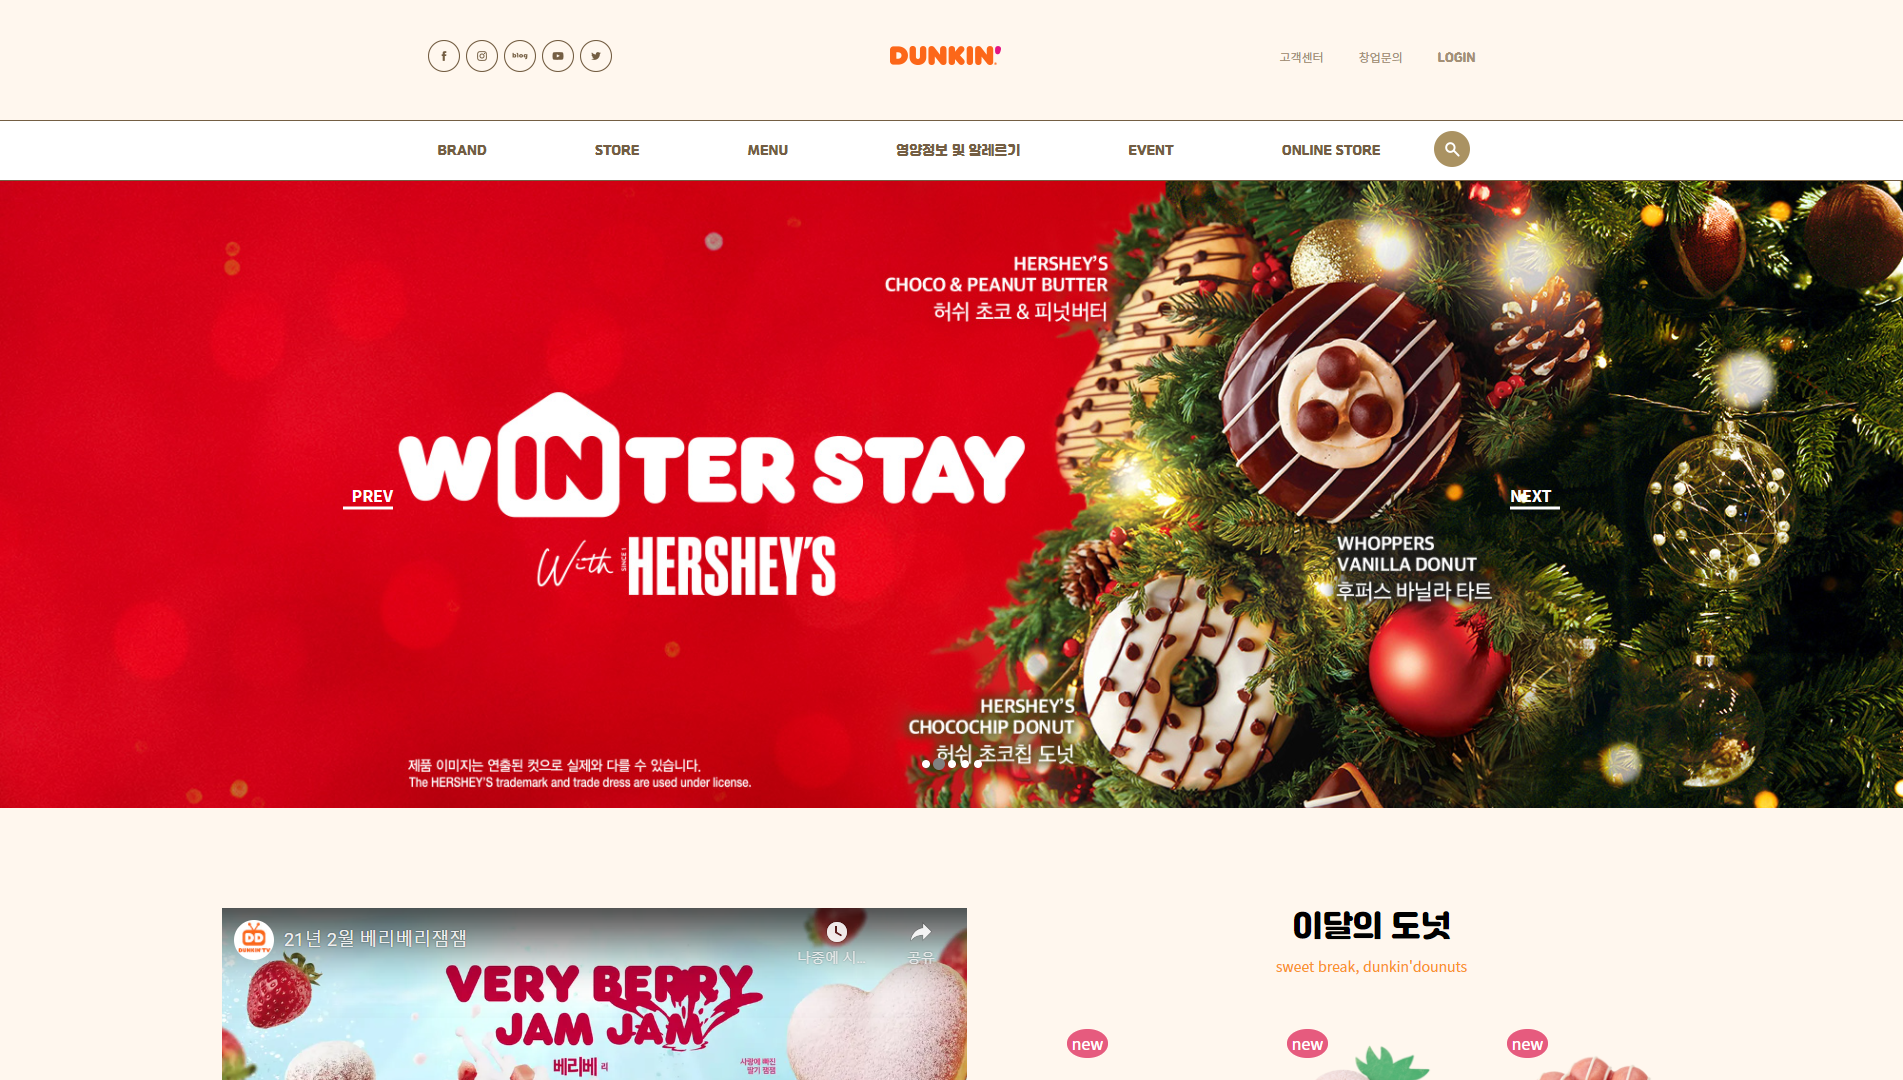 blog
DUNKIN'
고객센터
창업문의
LOGIN
BRAND
STORE
MENU
영양정보 및 알레르기
EVENT
ONLINE STORE
HERSHEY'S
CHOCO & PEANUT BUTTER
허쉬 초코 & 피넛버터
WINTER STAY
PREV
NEXT
With
SINCE 1
HERSHEY'S
WHOPPERS
VANILLA DONUT
후퍼스 바닐라 타트
HERSHEY'S
CHOCOCHIP DONUT
허쉬 초코칩 도넛
제품 이미지는 연출된 컷으로 실제와 다를 수 있습니다.
The HERSHEY'S trademark and trade dress are used under license.
DD
DUNKIN'TV
21년 2월 베리베리잼잼
나중에 시...
공유
VERY BERRY
JAM JAM
베리베 리
사랑에 빠진
딸기 잼잼
이달의 도넛
sweet break, dunkin'dounuts
new
new
new